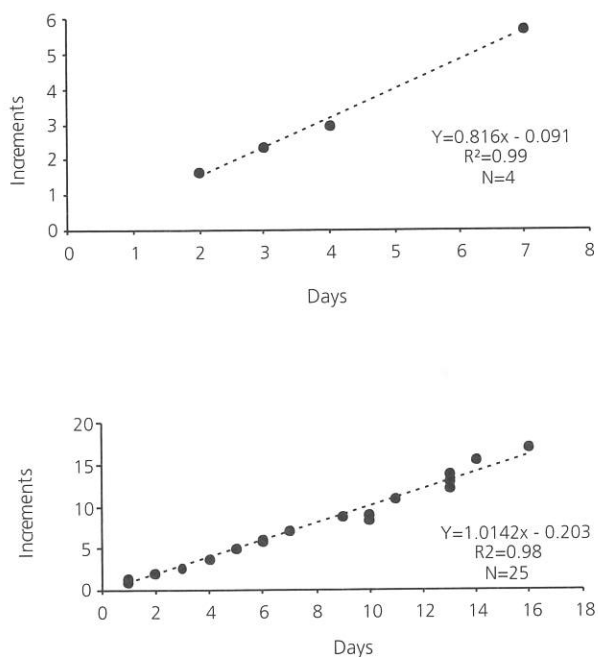 6
5
4
3
2
1
0
Increments
Y=0.816x - 0.091
R²=0.99
N=4
0 1 2 3 4 5 6 7 8
Days
20
15
10
5
0
Increments
Y=1.0142x - 0.203
R2=0.98
N=25
0 2 4 6 8 10 12 14 16 18
Days